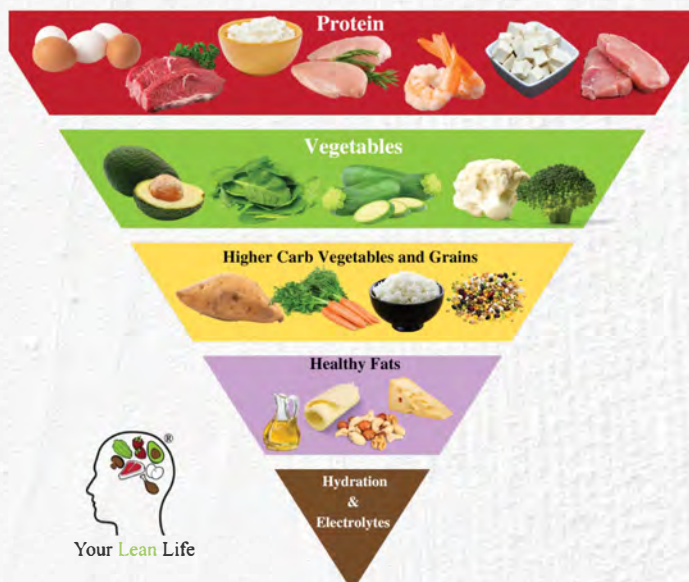 Protein
Vegetables
Higher Carb Vegetables and Grains
Healthy Fats
Hydration
&
Electrolytes
®
Your Lean Life